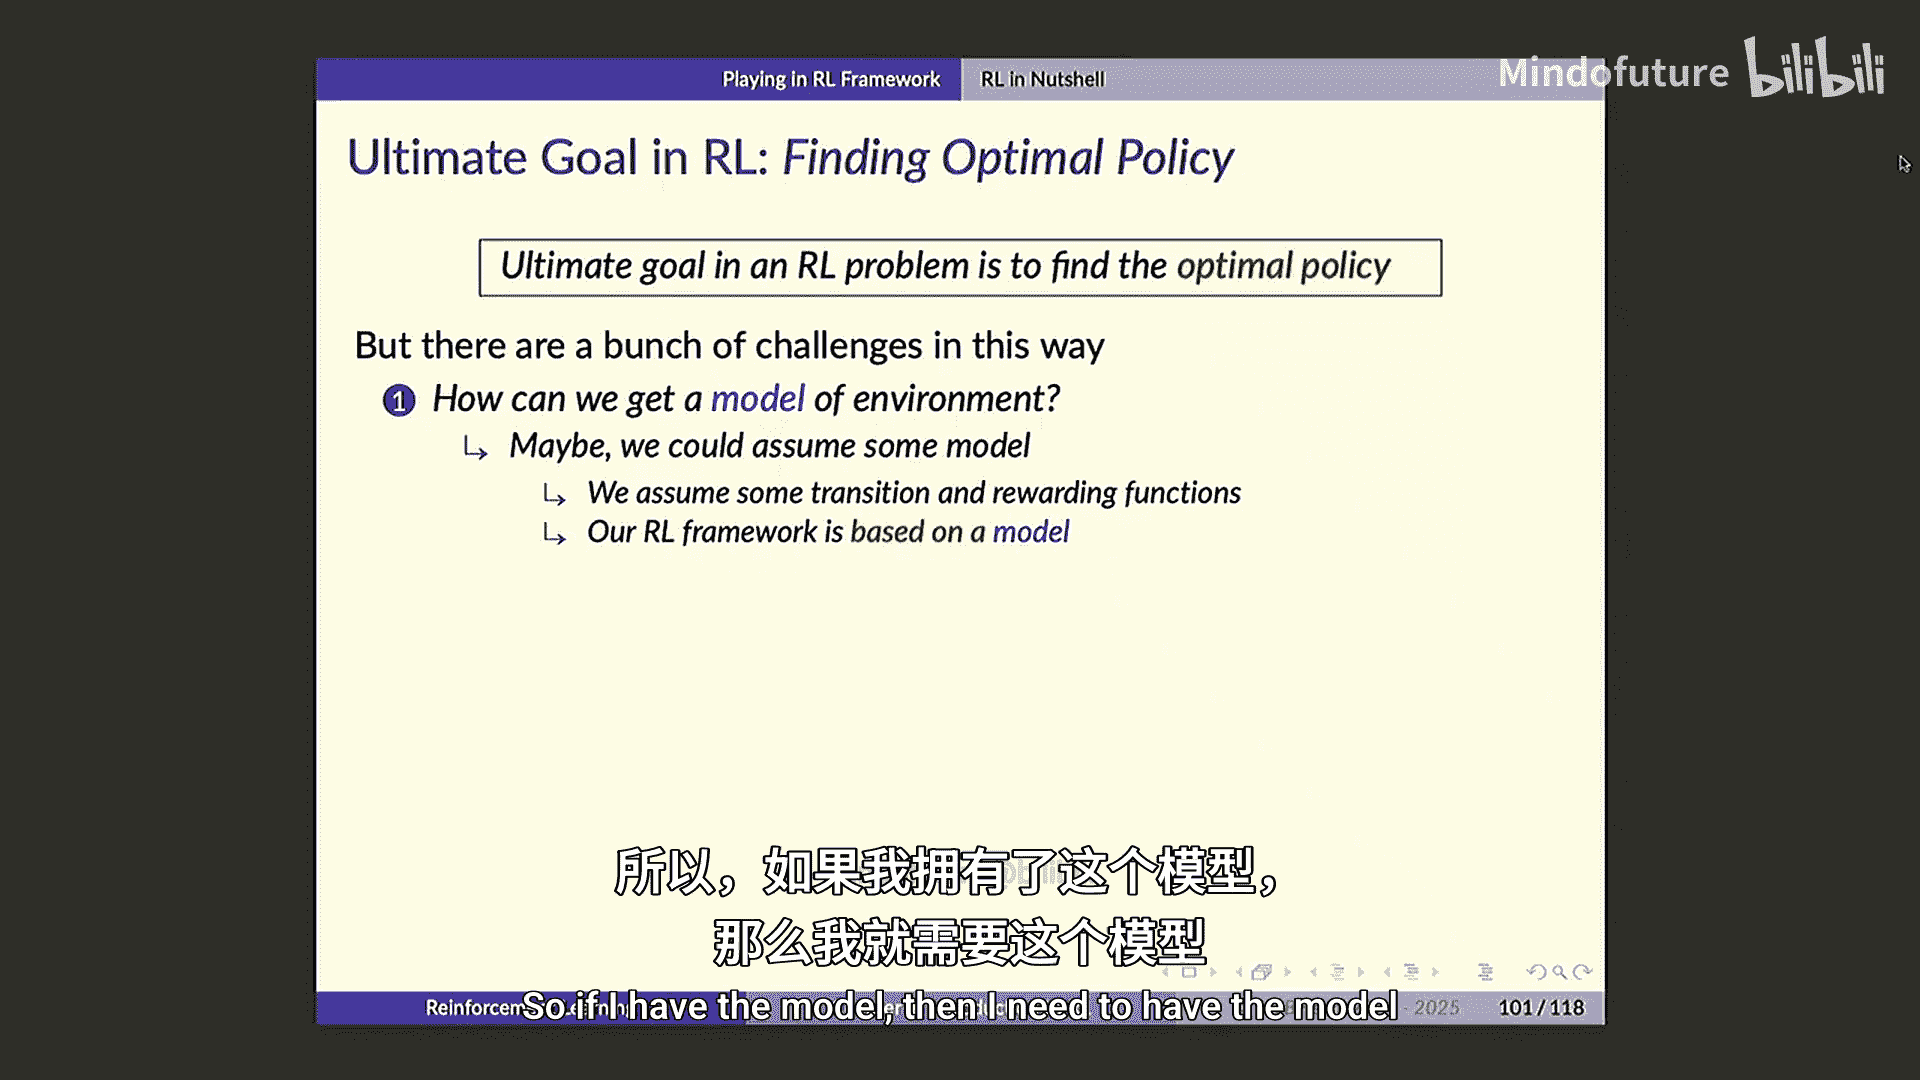 Playing in RL Framework
RL in Nutshell
Mindofuture bilibili
Ultimate Goal in RL: Finding Optimal Policy
Ultimate goal in an RL problem is to find the optimal policy
But there are a bunch of challenges in this way
1 How can we get a model of environment?
↳ Maybe, we could assume some model
↳ We assume some transition and rewarding functions
↳ Our RL framework is based on a model
所以，如果我拥有了这个模型，
那么我就需要这个模型
So if I have the model, then I need to have the model
2025
101 / 118